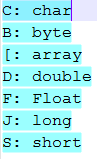 C: char
B: byte
[: array
D: double
F: Float
J: long
S: short